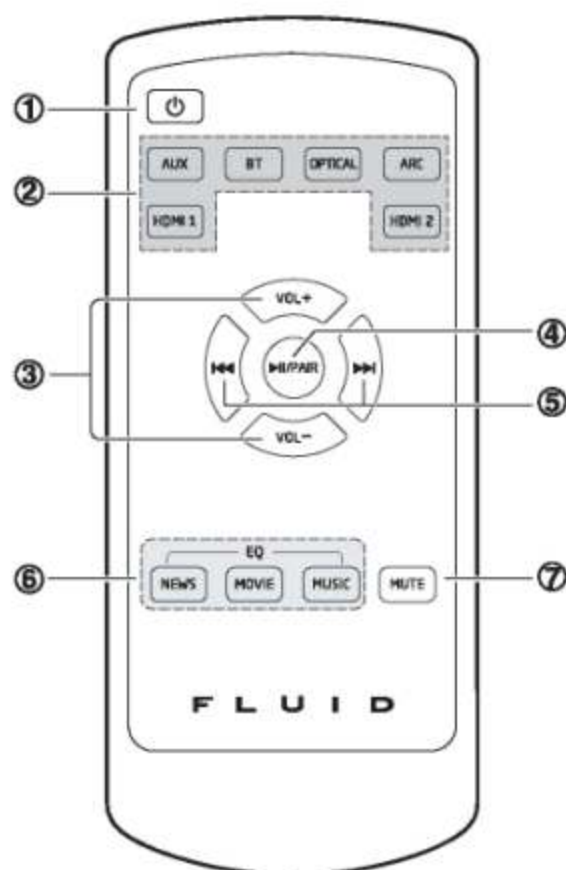 ①
AUX BT OPTICAL ARC
②
HDMI 1 HDMI 2
VOL+
④
③ ⏮ ⏯/PAIR ⏭
⑤
VOL−
EQ
⑥ NEWS MOVIE MUSIC MUTE ⑦
FLUID